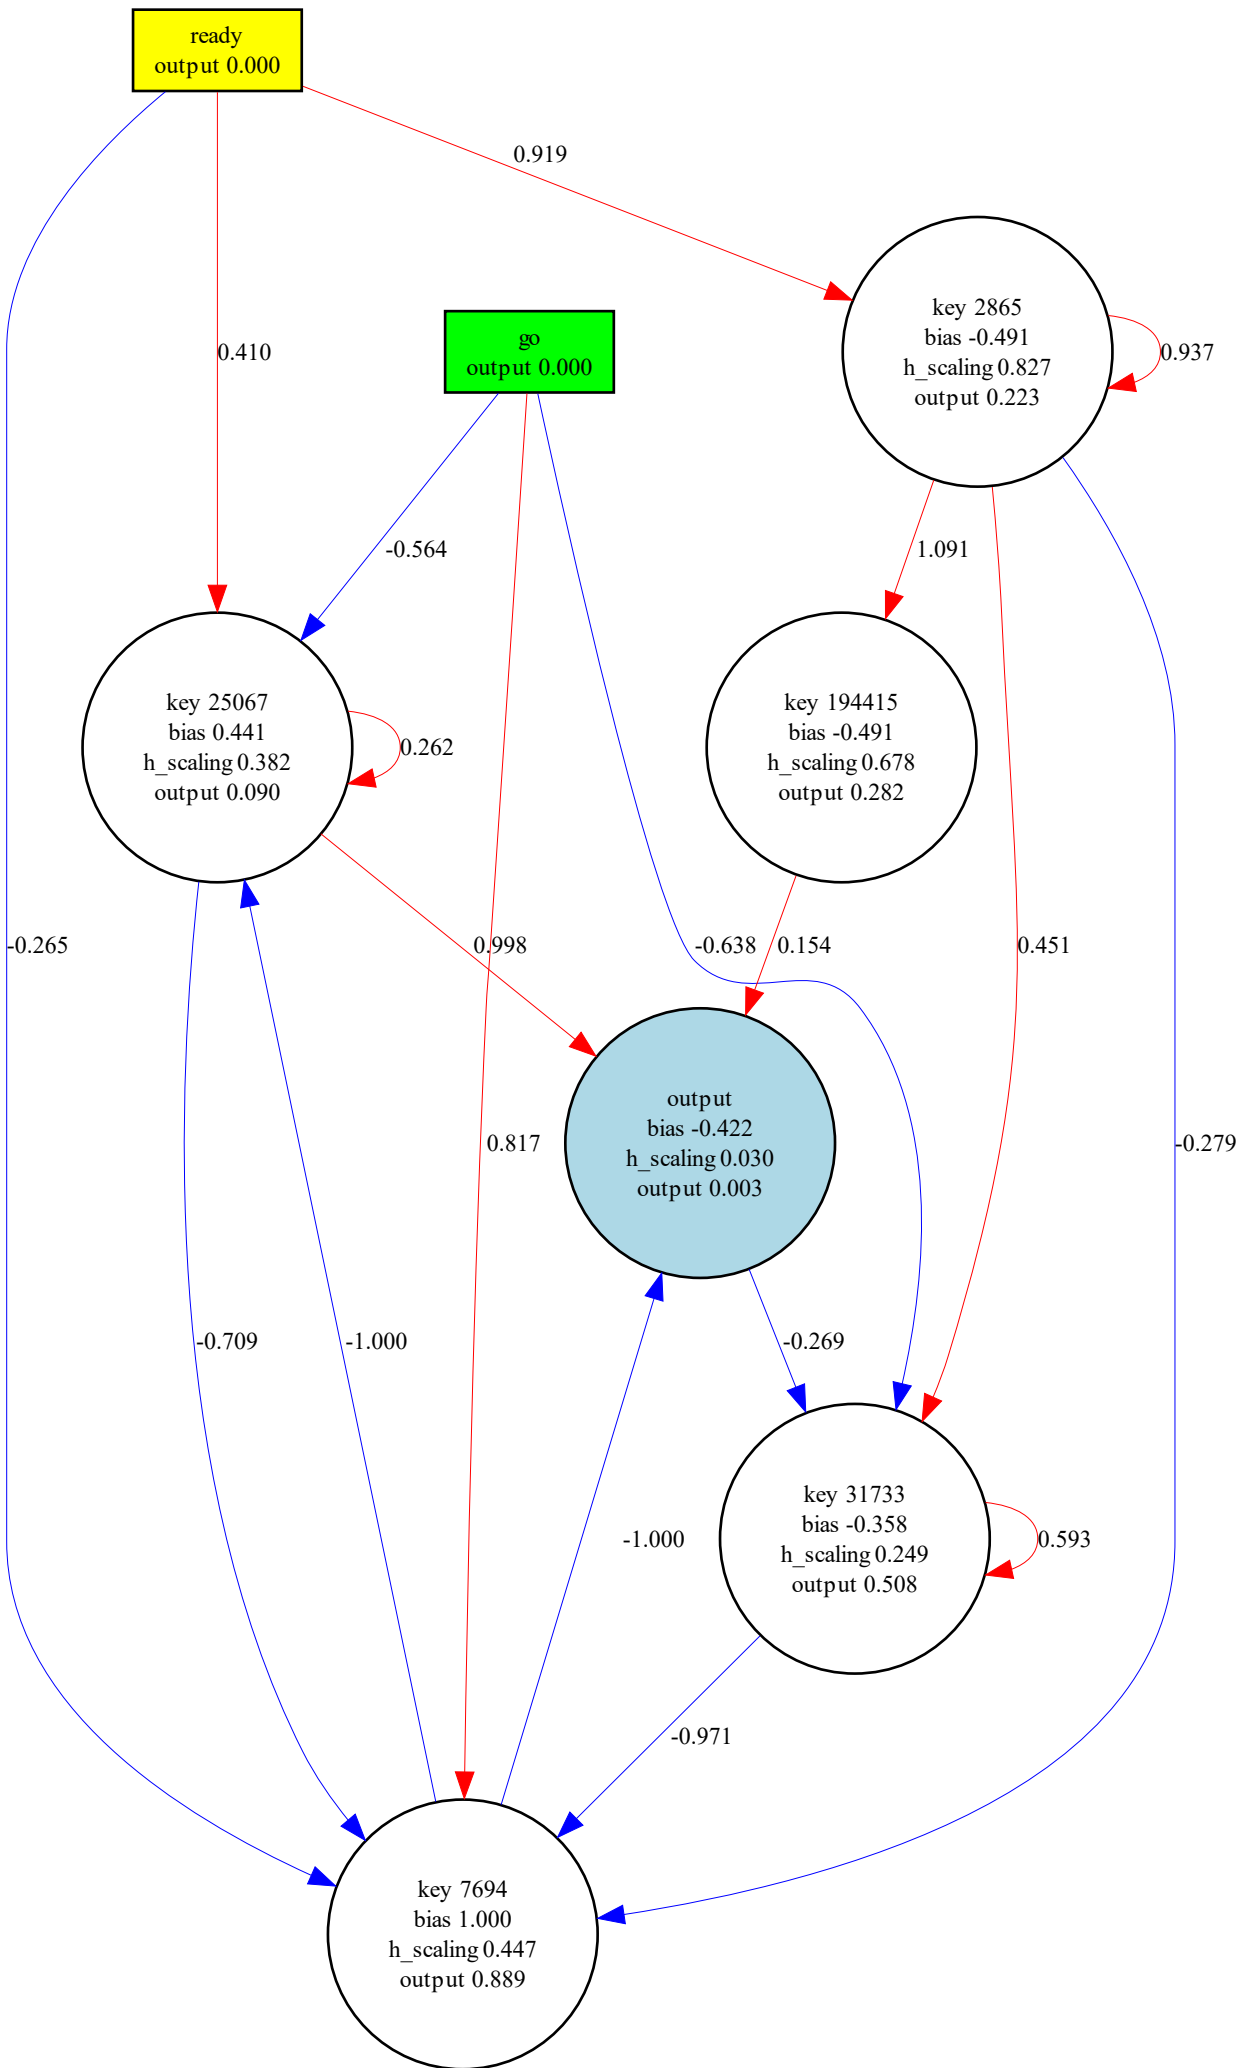 ready
output 0.000
0.919
go
output 0.000
0.410
key 2865
bias -0.491
h_scaling 0.827
output 0.223
0.937
-0.564
1.091
key 25067
bias 0.441
h_scaling 0.382
output 0.090
0.262
key 194415
bias -0.491
h_scaling 0.678
output 0.282
-0.265
0.998
-0.638
0.154
0.451
output
bias -0.422
h_scaling 0.030
output 0.003
0.817
-0.279
-0.709
-1.000
-0.269
key 31733
bias -0.358
h_scaling 0.249
output 0.508
-1.000
0.593
-0.971
key 7694
bias 1.000
h_scaling 0.447
output 0.889